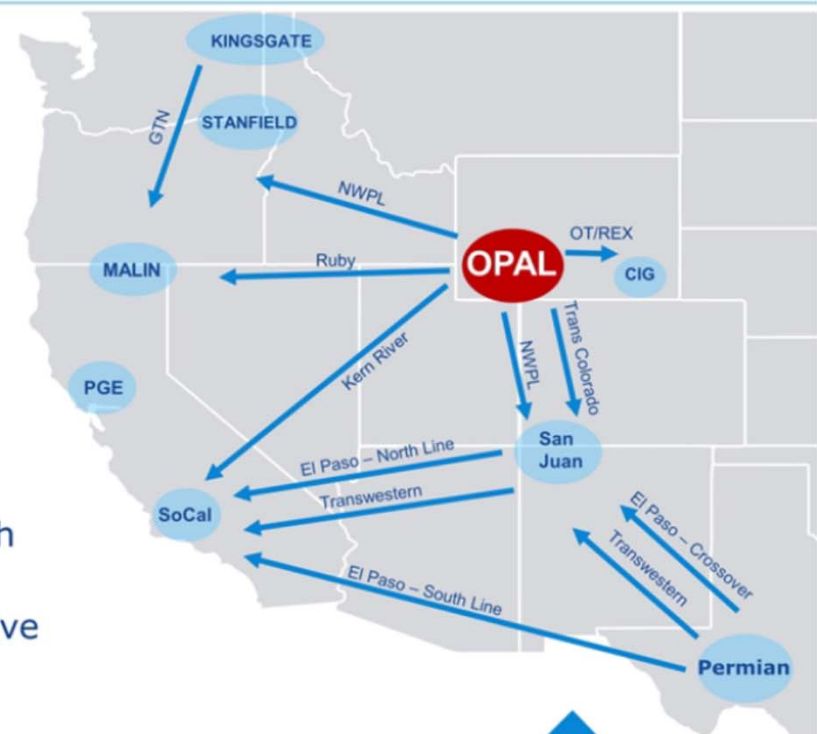 KINGSGATE
GTN
STANFIELD
NWPL
OT/REX
OPAL
CIG
Ruby
MALIN
Kern River
NWPL
Trans Colorado
PGE
San
Juan
El Paso – North Line
Transwestern
SoCal
El Paso – Crossover
Transwestern
El Paso – South Line
Permian
h
ve